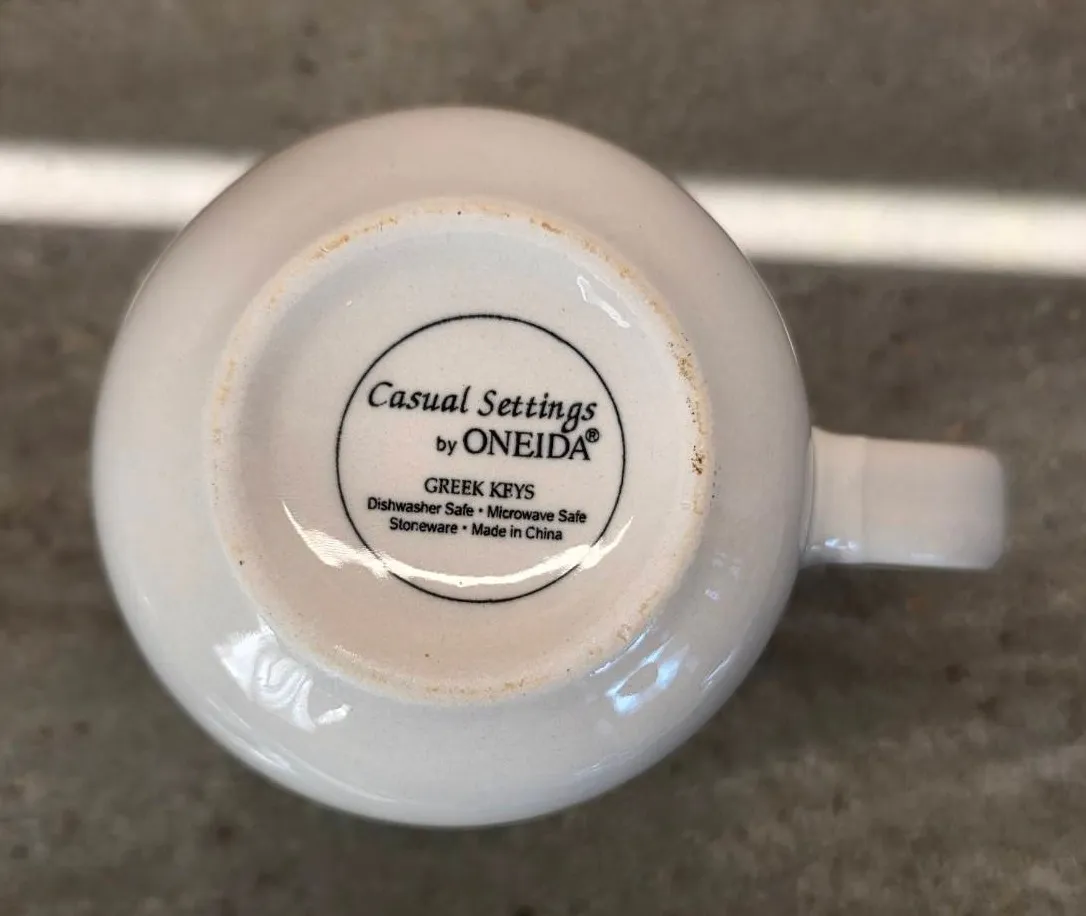 Casual Settings
by ONEIDA®
GREEK KEYS
Dishwasher Safe • Microwave Safe
Stoneware • Made in China